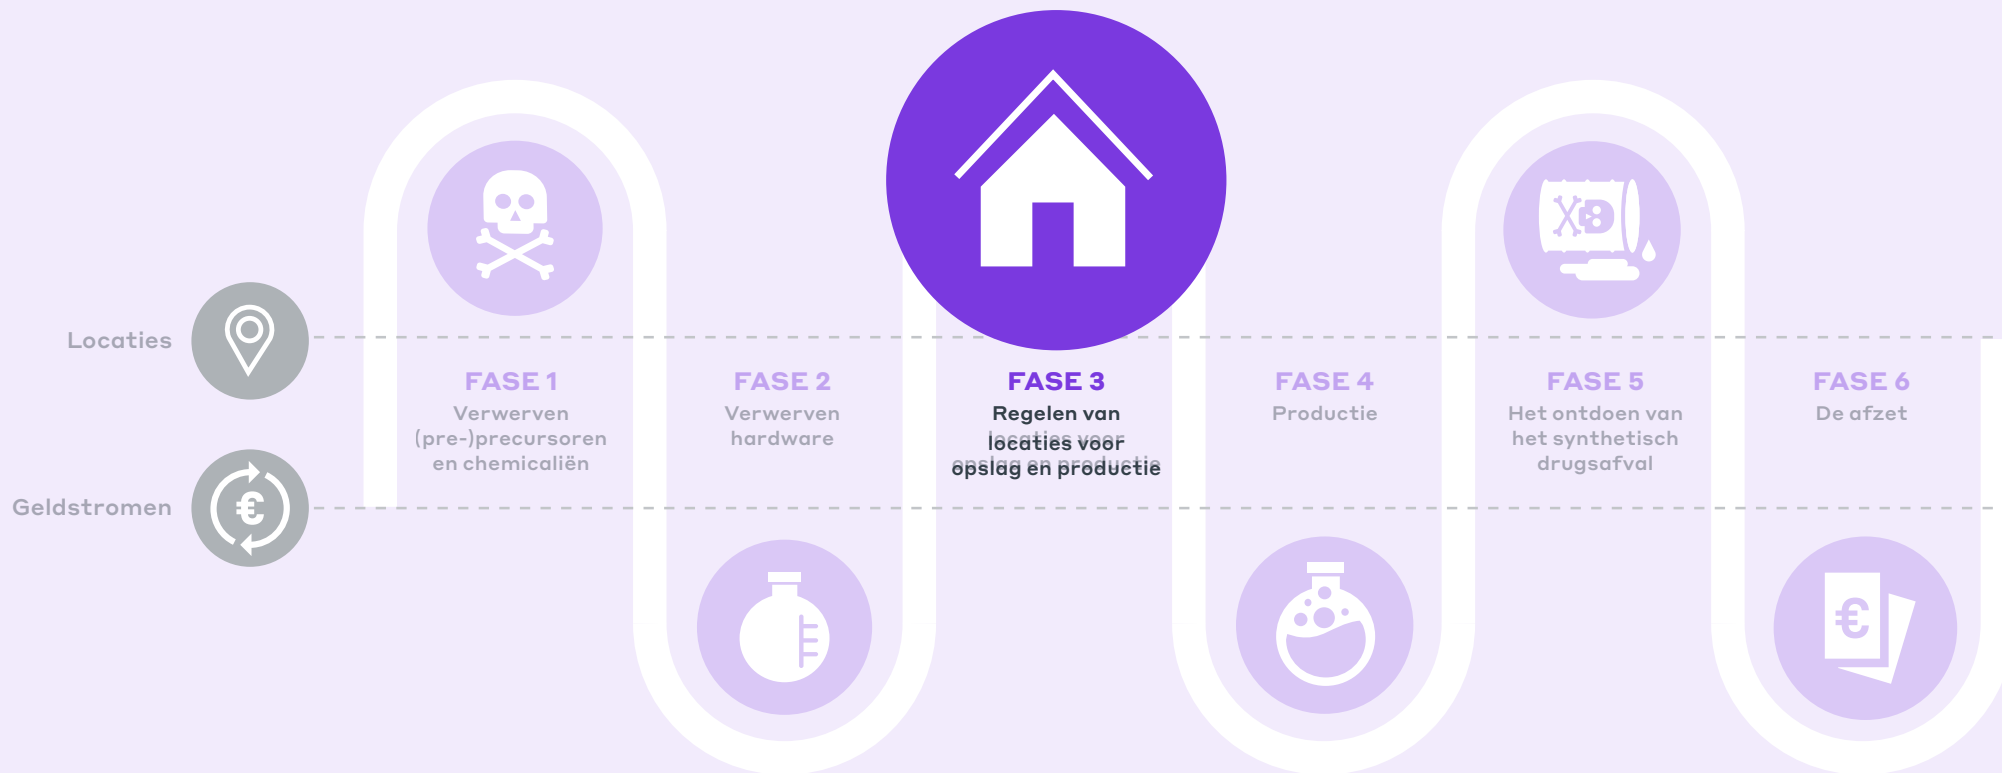 Locaties
Geldstromen
FASE 1
Verwerven
(pre-)precursoren
en chemicaliën
FASE 2
Verwerven
hardware
FASE 3
Regelen van
locaties voor
opslag en productie
FASE 4
Productie
FASE 5
Het ontdoen van
het synthetisch
drugsafval
FASE 6
De afzet
€
€